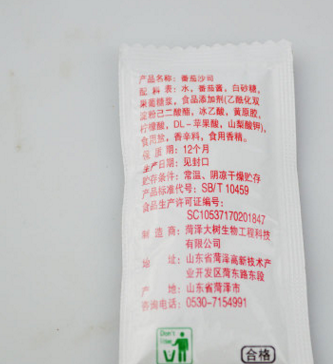 产品名称：番茄沙司
配 料 表：水，番茄酱，白砂糖，
果葡糖浆，食品添加剂(乙酰化双
淀粉己二酸酯，冰乙酸，黄原胶，
柠檬酸，DL-苹果酸，山梨酸钾)，
食用盐，香辛料，食用香精。
保 质 期：12个月
生产日期：见封口
贮存条件：常温、阴凉干燥贮存
产品标准代号：SB/T 10459
食品生产许可证编号：
SC10537170201847
制 造 商：菏泽大树生物工程科技
有限公司
地 址：山东省菏泽高新技术产
业开发区菏东路东段
产 地：山东省菏泽市
咨询电话：0530-7154991
Don't
litter
合格